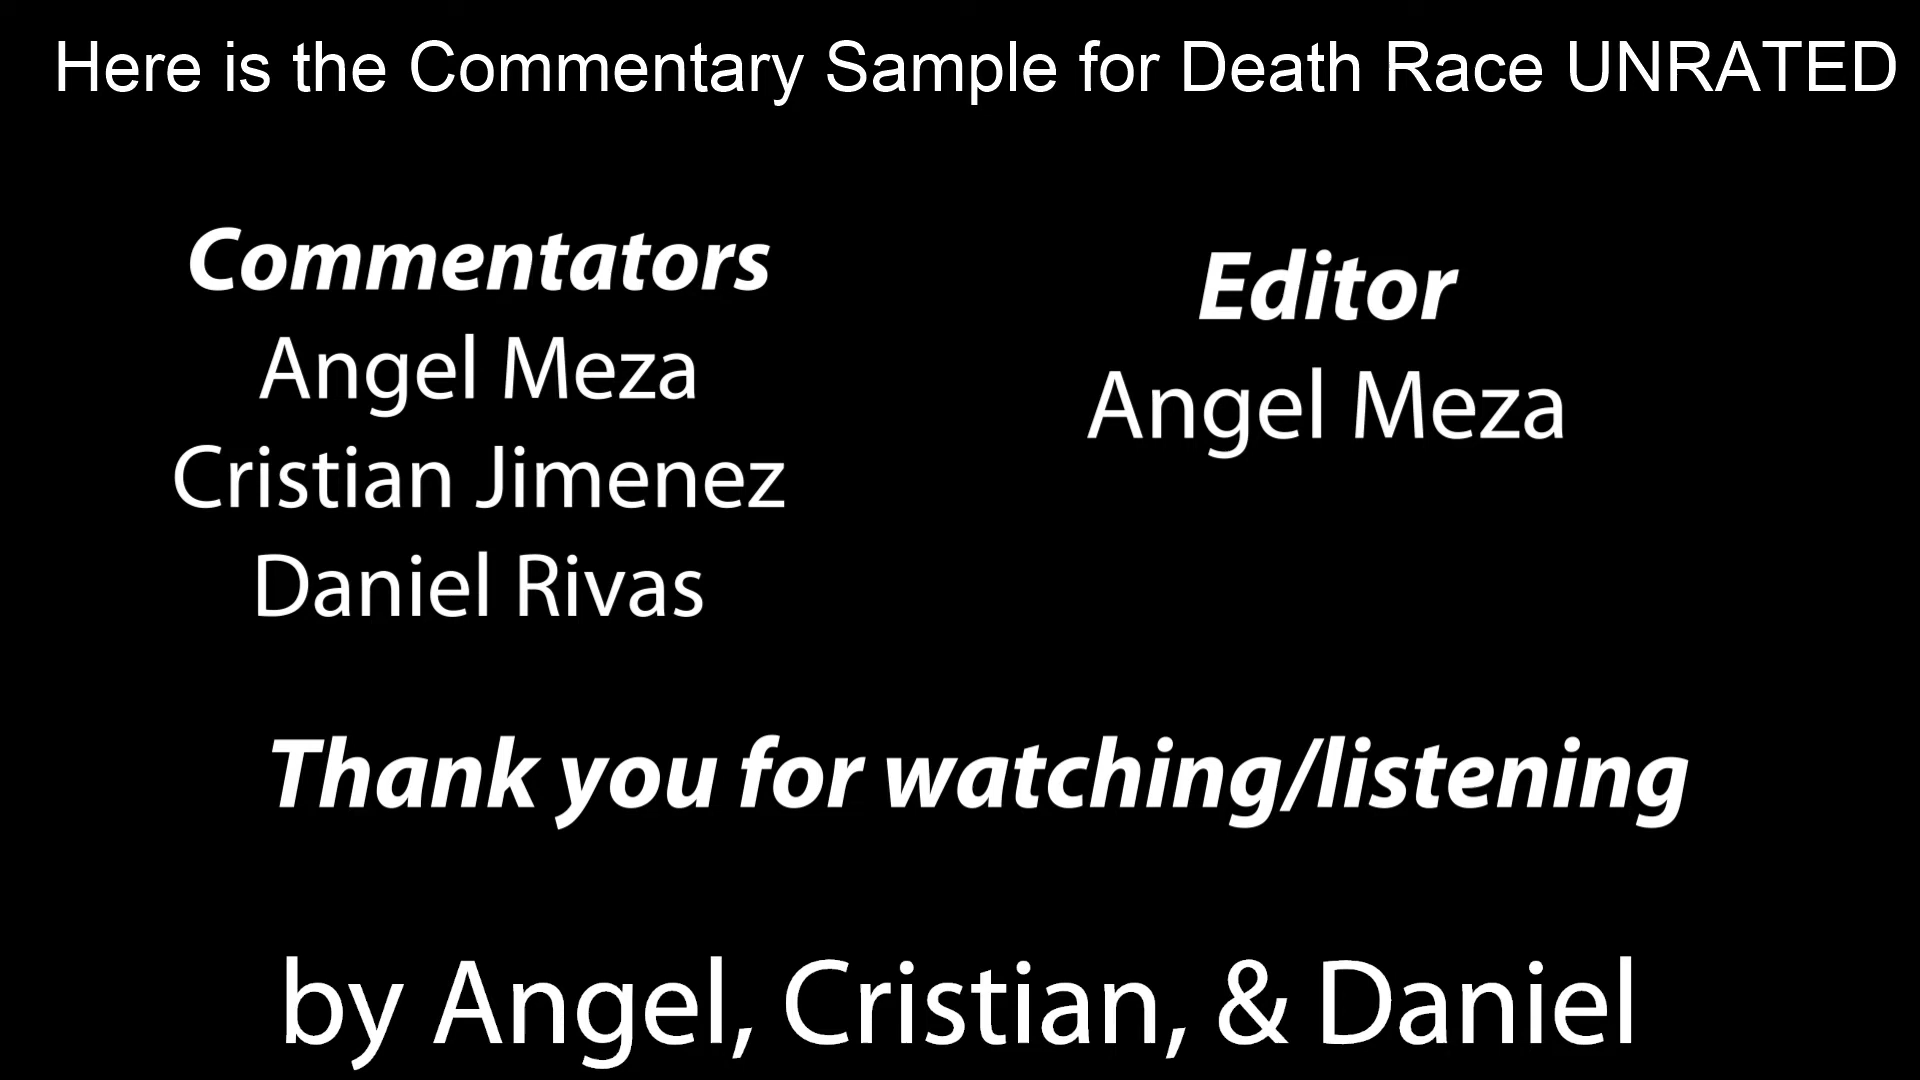 Here is the Commentary Sample for Death Race UNRATED
Commentators
Angel Meza
Cristian Jimenez
Daniel Rivas
Editor
Angel Meza
Thank you for watching/listening
by Angel, Cristian, & Daniel